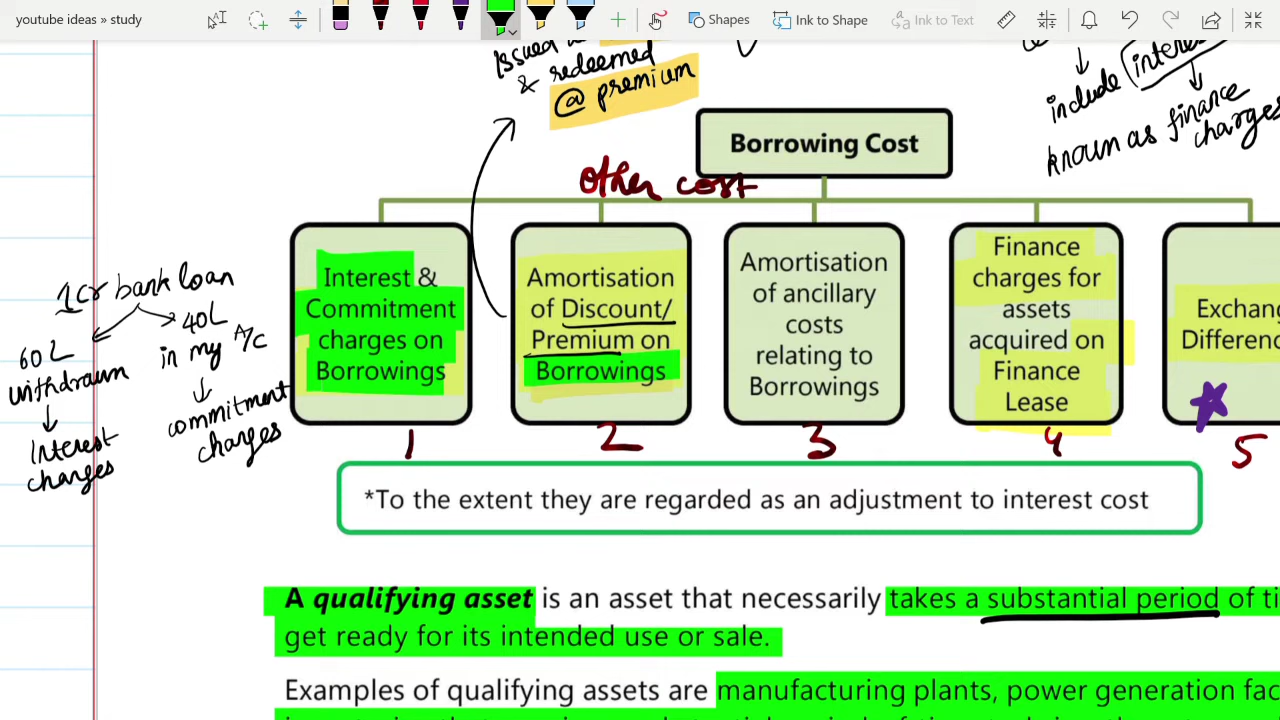 youtube ideas » study
Shapes
Ink to Shape
Ink to Text
Issued
& redeemed
@ premium
include interes
known as finance
charges
Borrowing Cost
other cost
Interest &
Commitment
charges on
Borrowings
Amortisation
of Discount/
Premium on
Borrowings
Amortisation
of ancillary
costs
relating to
Borrowings
Finance
charges for
assets
acquired on
Finance
Lease
Exchang
Differenc
1
2
3
4
5
1 cr bank loan
60L
withdrawn
Interest
charges
40L
in my A/C
commitment
charges
*To the extent they are regarded as an adjustment to interest cost
A qualifying asset is an asset that necessarily takes a substantial period of ti
get ready for its intended use or sale.
Examples of qualifying assets are manufacturing plants, power generation fac